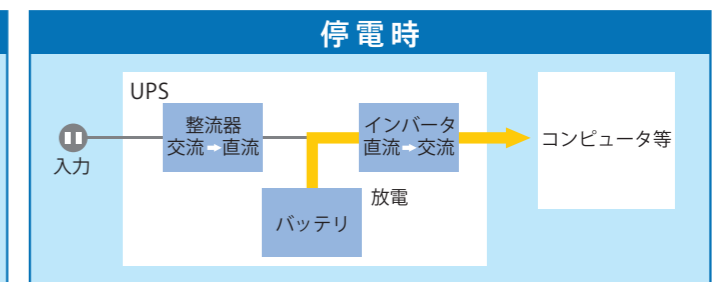 停電時
UPS
整流器
交流➡直流
インバータ
直流➡交流
コンピュータ等
入力
放電
バッテリ